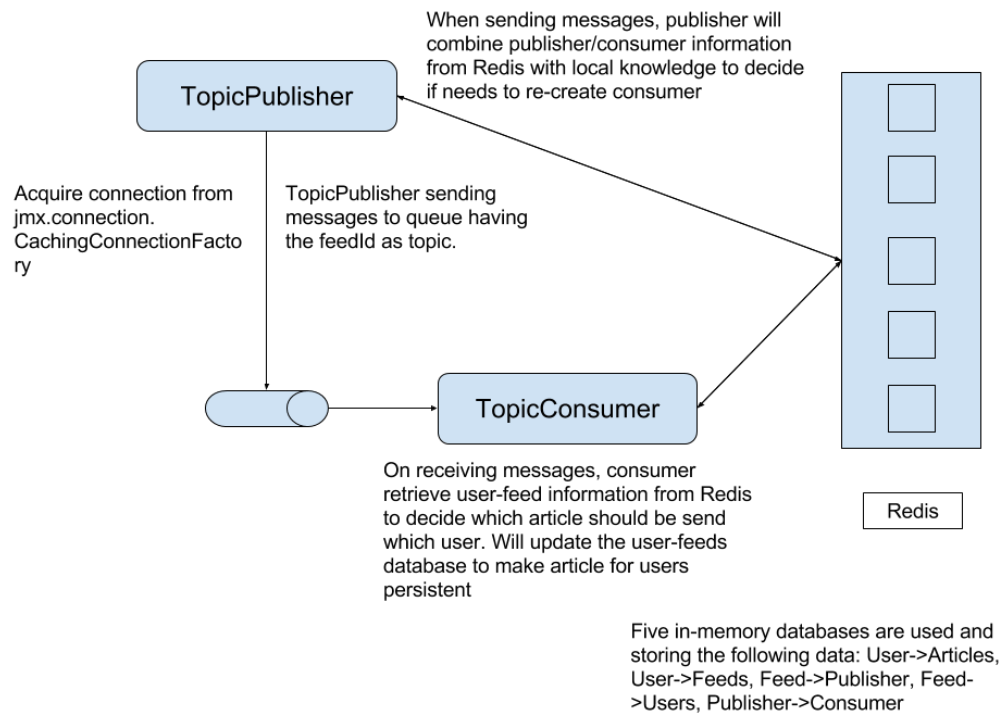 When sending messages, publisher will
combine publisher/consumer information
from Redis with local knowledge to decide
if needs to re-create consumer
TopicPublisher
Acquire connection from
jmx.connection.
CachingConnectionFacto
ry
TopicPublisher sending
messages to queue having
the feedId as topic.
TopicConsumer
On receiving messages, consumer
retrieve user-feed information from Redis
to decide which article should be send
which user. Will update the user-feeds
database to make article for users
persistent
Redis
Five in-memory databases are used and
storing the following data: User->Articles,
User->Feeds, Feed->Publisher, Feed-
>Users, Publisher->Consumer